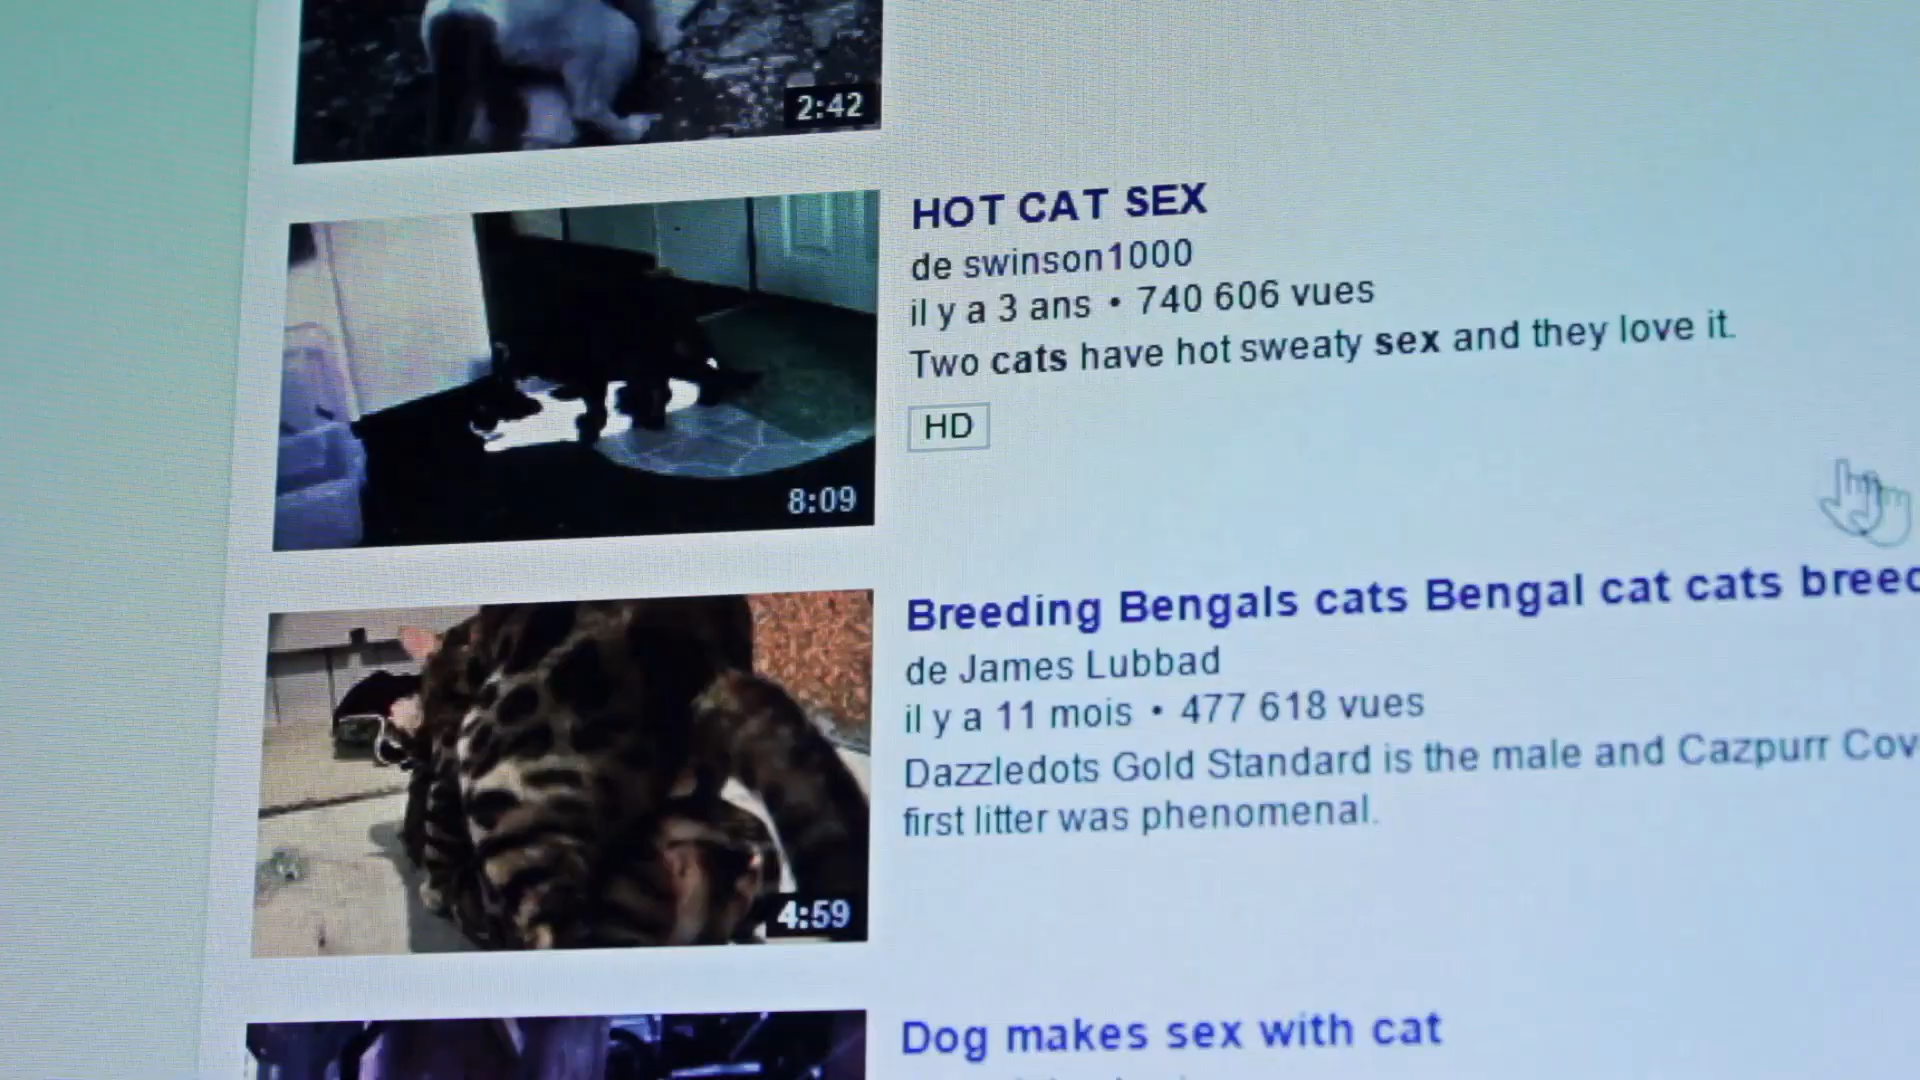 2:42
HOT CAT SEX
de swinson1000
il y a 3 ans • 740 606 vues
Two cats have hot sweaty sex and they love it.
HD
8:09
Breeding Bengals cats Bengal cat cats
de James Lubbad
il y a 11 mois • 477 618 vues
Dazzledots Gold Standard is the male and Cazpurr
first litter was phenomenal.
4:59
Dog makes sex with cat